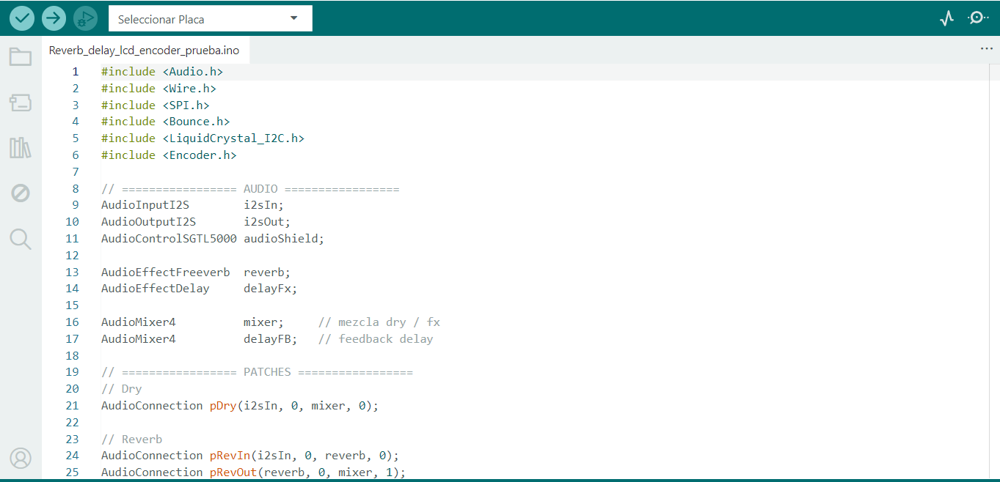 Seleccionar Placa
Reverb_delay_lcd_encoder_prueba.ino
1 #include <Audio.h>
2 #include <Wire.h>
3 #include <SPI.h>
4 #include <Bounce.h>
5 #include <LiquidCrystal_I2C.h>
6 #include <Encoder.h>
7
8 // ================= AUDIO =================
9 AudioInputI2S        i2sIn;
10 AudioOutputI2S       i2sOut;
11 AudioControlSGTL5000 audioShield;
12
13 AudioEffectFreeverb  reverb;
14 AudioEffectDelay     delayFx;
15
16 AudioMixer4          mixer;     // mezcla dry / fx
17 AudioMixer4          delayFB;   // feedback delay
18
19 // ================= PATCHES =================
20 // Dry
21 AudioConnection pDry(i2sIn, 0, mixer, 0);
22
23 // Reverb
24 AudioConnection pRevIn(i2sIn, 0, reverb, 0);
25 AudioConnection pRevOut(reverb, 0, mixer, 1);